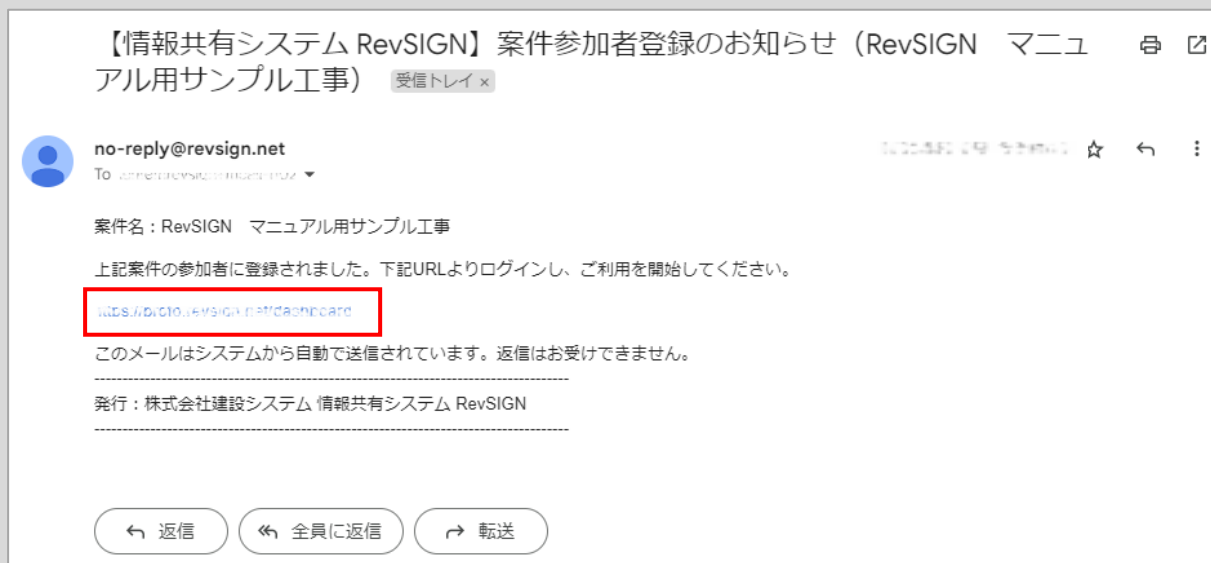 【情報共有システム RevSIGN】案件参加者登録のお知らせ（RevSIGN　マニュ
アル用サンプル工事） 受信トレイ ×
no-reply@revsign.net
To
案件名：RevSIGN　マニュアル用サンプル工事
上記案件の参加者に登録されました。下記URLよりログインし、ご利用を開始してください。
このメールはシステムから自動で送信されています。返信はお受けできません。
-------------------------------------------------------------------------------------
発行：株式会社建設システム 情報共有システム RevSIGN
-------------------------------------------------------------------------------------
返信 全員に返信 転送